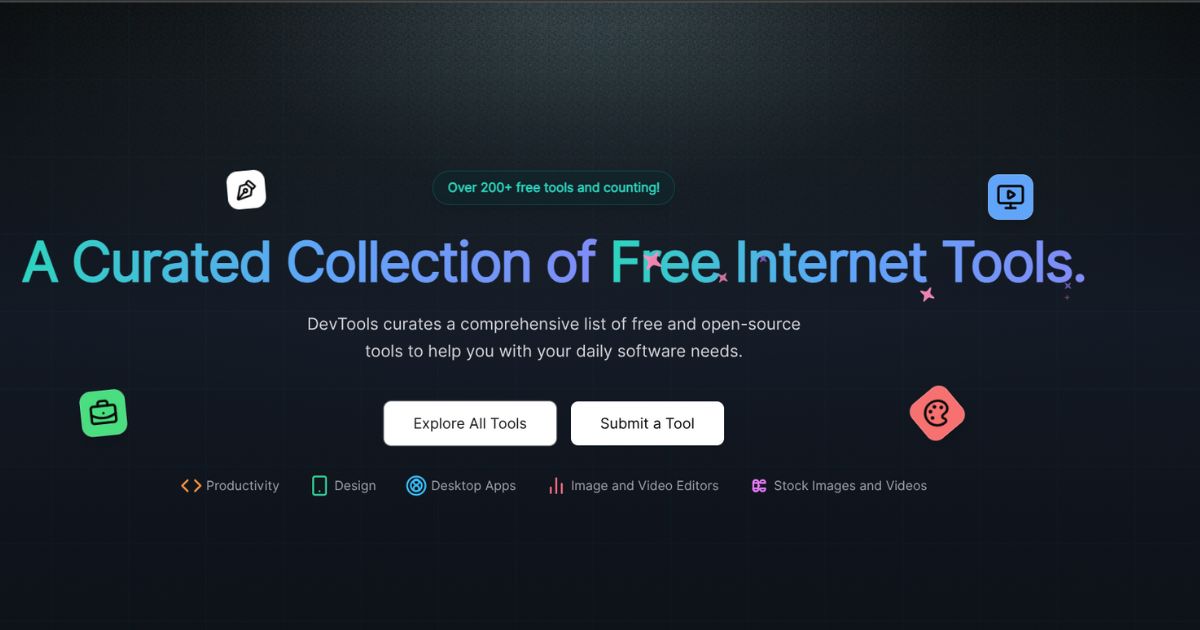 Over 200+ free tools and counting!
A Curated Collection of Free Internet Tools.
DevTools curates a comprehensive list of free and open-source
tools to help you with your daily software needs.
Explore All Tools
Submit a Tool
Productivity
Design
Desktop Apps
Image and Video Editors
Stock Images and Videos